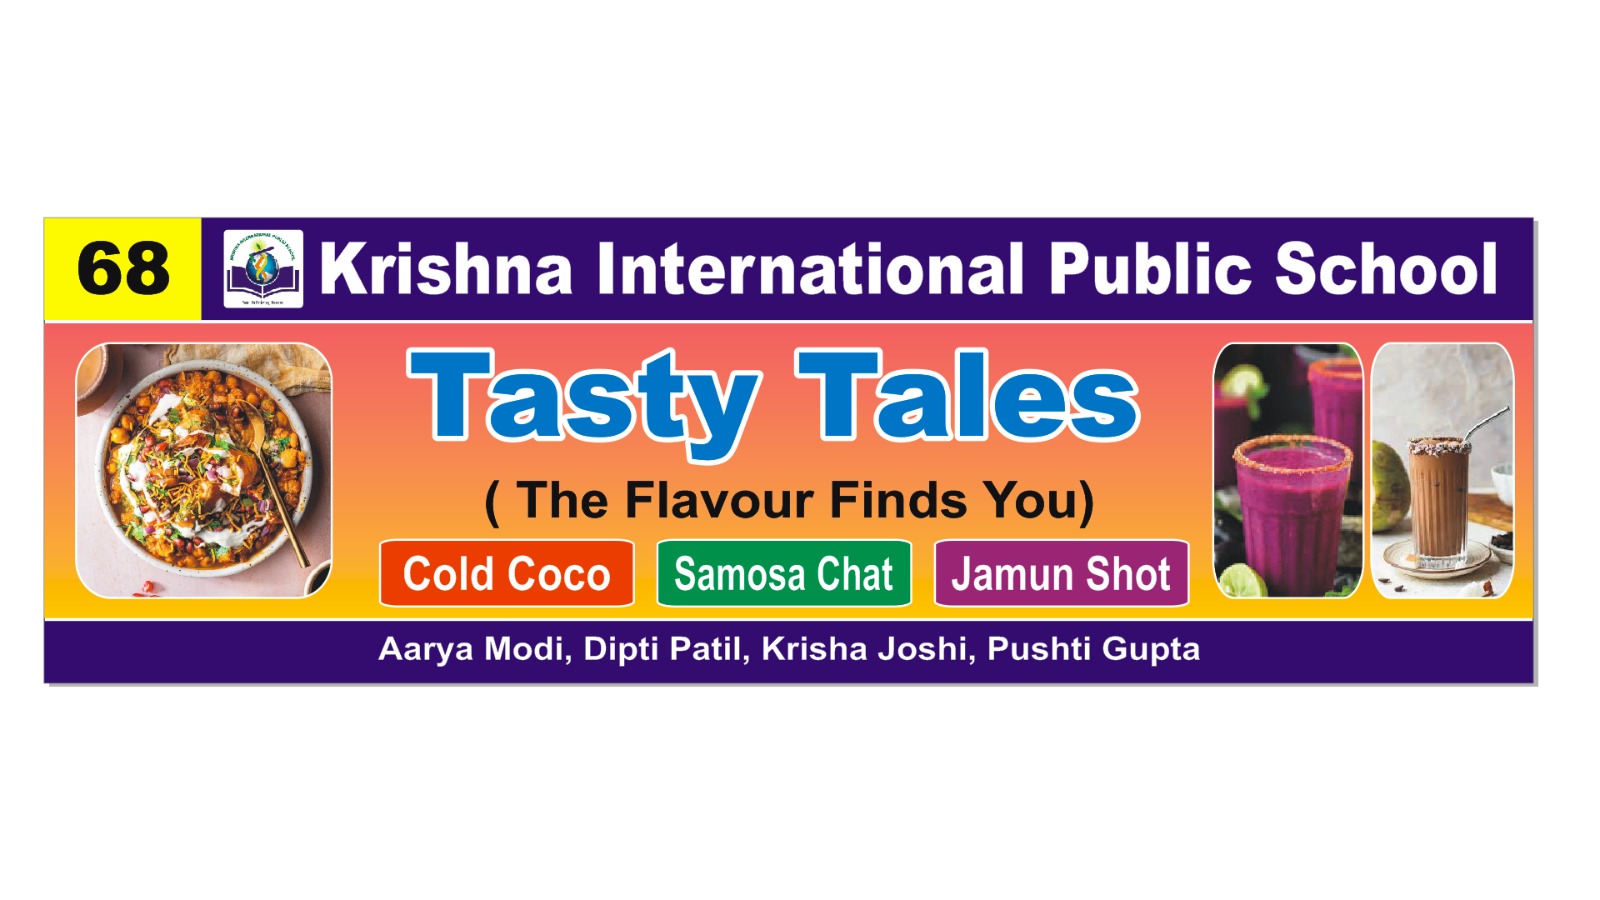 68
Krishna International Public School
Tasty Tales
( The Flavour Finds You)
Cold Coco
Samosa Chat
Jamun Shot
Aarya Modi, Dipti Patil, Krisha Joshi, Pushti Gupta